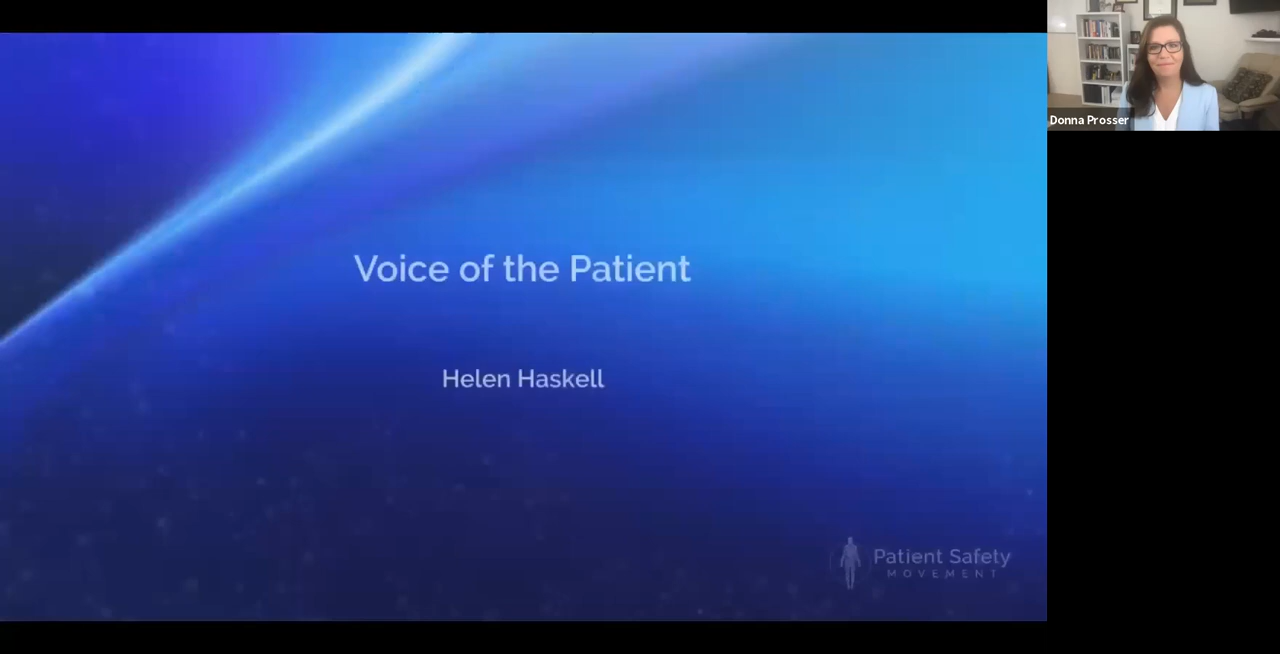 Voice of the Patient
Helen Haskell
Patient Safety
MOVEMENT
Donna Prosser